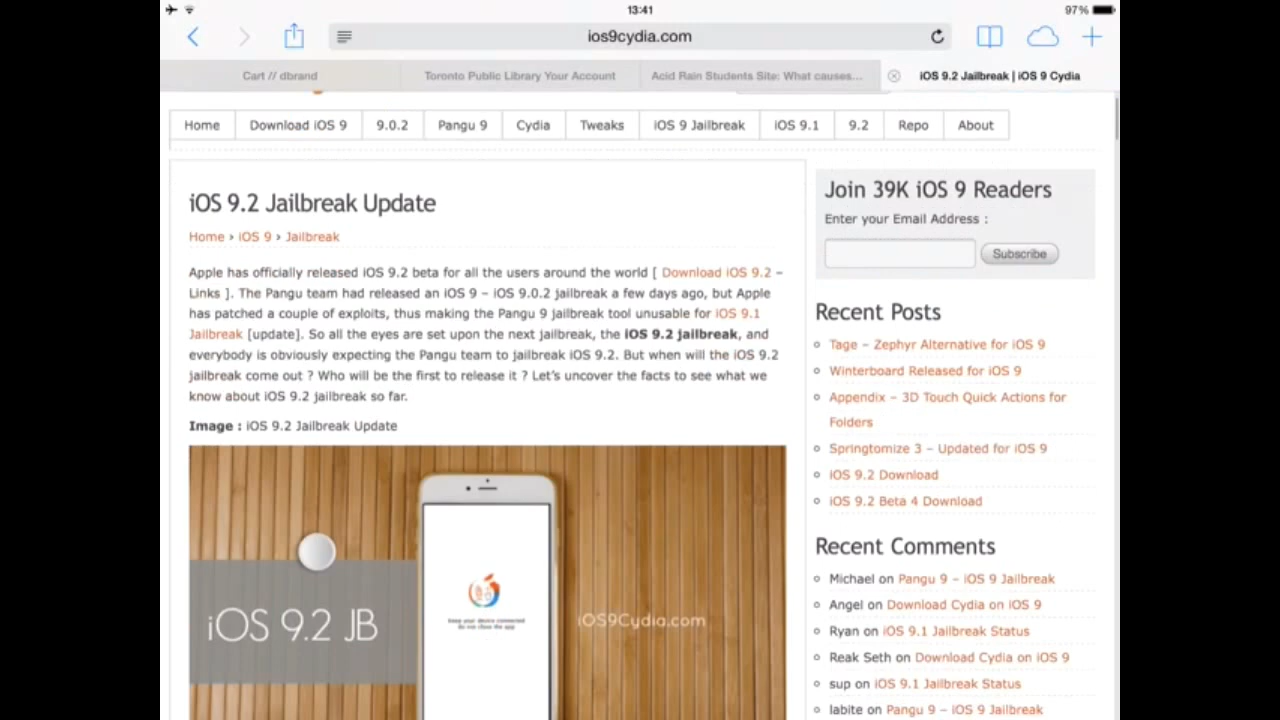 13:41
97%
ios9cydia.com
Cart // dbrand
Toronto Public Library Your Account
Acid Rain Students Site: What causes...
iOS 9.2 Jailbreak | iOS 9 Cydia
Home
Download iOS 9
9.0.2
Pangu 9
Cydia
Tweaks
iOS 9 Jailbreak
iOS 9.1
9.2
Repo
About
iOS 9.2 Jailbreak Update
Home › iOS 9 › Jailbreak
Apple has officially released iOS 9.2 beta for all the users around the world [ Download iOS 9.2 –
Links ]. The Pangu team had released an iOS 9 – iOS 9.0.2 jailbreak a few days ago, but Apple
has patched a couple of exploits, thus making the Pangu 9 jailbreak tool unusable for iOS 9.1
Jailbreak [update]. So all the eyes are set upon the next jailbreak, the iOS 9.2 jailbreak, and
everybody is obviously expecting the Pangu team to jailbreak iOS 9.2. But when will the iOS 9.2
jailbreak come out ? Who will be the first to release it ? Let's uncover the facts to see what we
know about iOS 9.2 jailbreak so far.
Image : iOS 9.2 Jailbreak Update
iOS 9.2 JB
keep your device connected
do not close the app
iOS9Cydia.com
Join 39K iOS 9 Readers
Enter your Email Address :
Subscribe
Recent Posts
Tage – Zephyr Alternative for iOS 9
Winterboard Released for iOS 9
Appendix – 3D Touch Quick Actions for
Folders
Springtomize 3 – Updated for iOS 9
iOS 9.2 Download
iOS 9.2 Beta 4 Download
Recent Comments
Michael on Pangu 9 – iOS 9 Jailbreak
Angel on Download Cydia on iOS 9
Ryan on iOS 9.1 Jailbreak Status
Reak Seth on Download Cydia on iOS 9
sup on iOS 9.1 Jailbreak Status
labite on Pangu 9 – iOS 9 Jailbreak